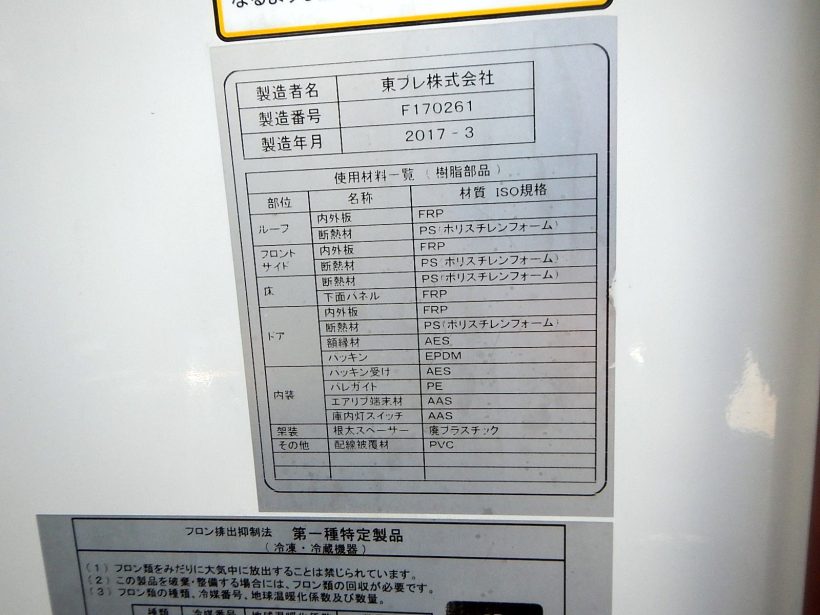 製造者名 東プレ株式会社
製造番号 F170261
製造年月 2017-3
使用材料一覧(樹脂部品)
部位 名称 材質 ISO規格
ルーフ 内外板 FRP
断熱材 PS(ポリスチレンフォーム)
フロント サイド 内外板 FRP
断熱材 PS(ポリスチレンフォーム)
床 断熱材 PS(ポリスチレンフォーム)
下面パネル FRP
ドア 内外板 FRP
断熱材 PS(ポリスチレンフォーム)
額縁材 AES
パッキン EPDM
内装 パッキン受け AES
パレガイド PE
エアリブ端末材 AAS
庫内灯スイッチ AAS
架装 根太スペーサー 廃プラスチック
その他 配線被覆材 PVC
フロン排出抑制法 第一種特定製品
(冷凍・冷蔵機器)
(1)フロン類をみだりに大気中に放出することは禁じられています。
(2)この製品を破棄・整備する場合には、フロン類の回収が必要です。
(3)フロン類の種類、冷媒番号、地球温暖化係数及び数量。
種類 冷媒番号 地球温暖化係数